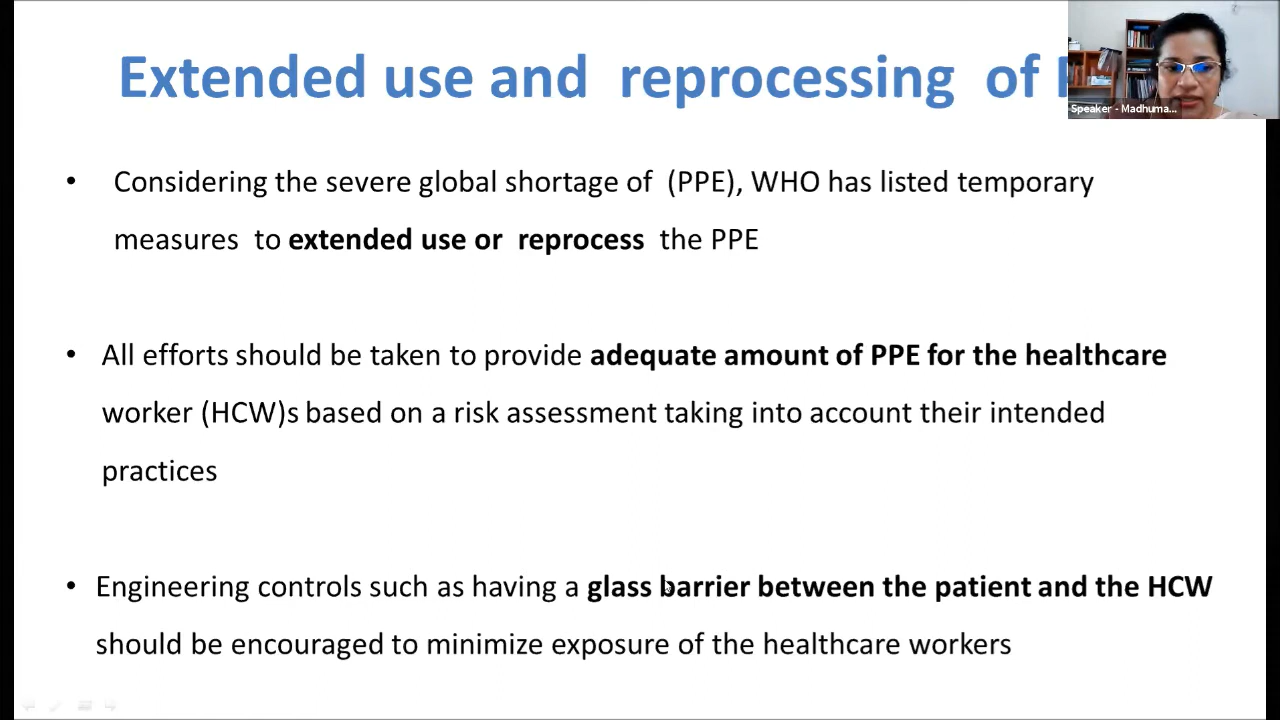 Extended use and reprocessing of
Speaker - Madhuma...
• Considering the severe global shortage of (PPE), WHO has listed temporary
measures to extended use or reprocess the PPE
• All efforts should be taken to provide adequate amount of PPE for the healthcare
worker (HCW)s based on a risk assessment taking into account their intended
practices
• Engineering controls such as having a glass barrier between the patient and the HCW
should be encouraged to minimize exposure of the healthcare workers